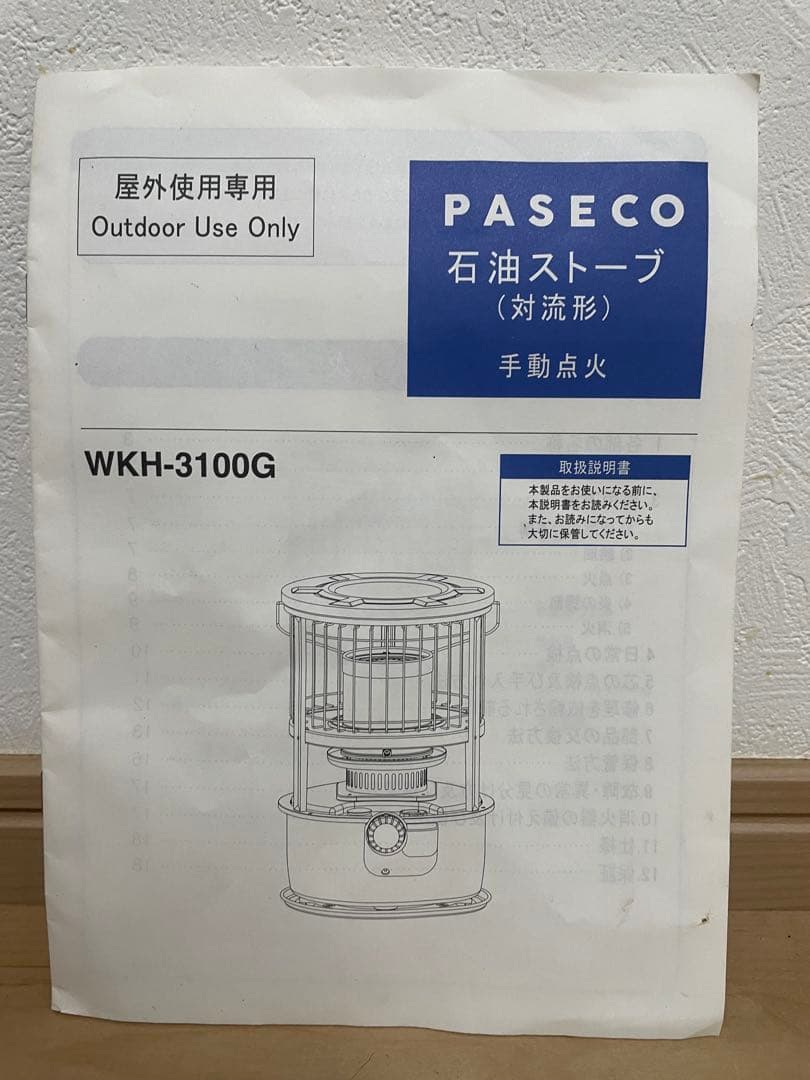 屋外使用専用
Outdoor Use Only
PASECO
石油ストーブ
(対流形)
手動点火
WKH-3100G
取扱説明書
本製品をお使いになる前に、
本説明書をお読みください。
また、お読みになってからも
大切に保管してください。